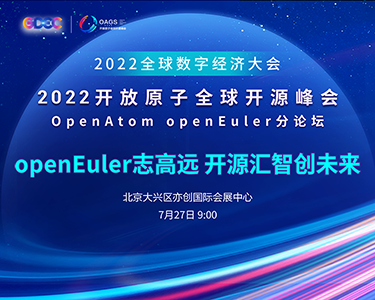 GDEC
OAGS
2022全球数字经济大会
2022开放原子全球开源峰会
OpenAtom openEuler分论坛
openEuler志高远 开源汇智创未来
北京大兴区亦创国际会展中心
7月27日 9:00